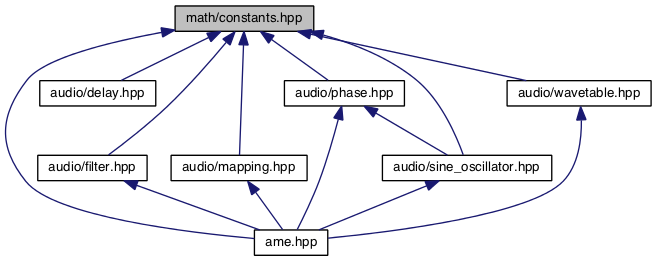 math/constants.hpp
audio/delay.hpp
audio/phase.hpp
audio/wavetable.hpp
audio/filter.hpp
audio/mapping.hpp
audio/sine_oscillator.hpp
ame.hpp